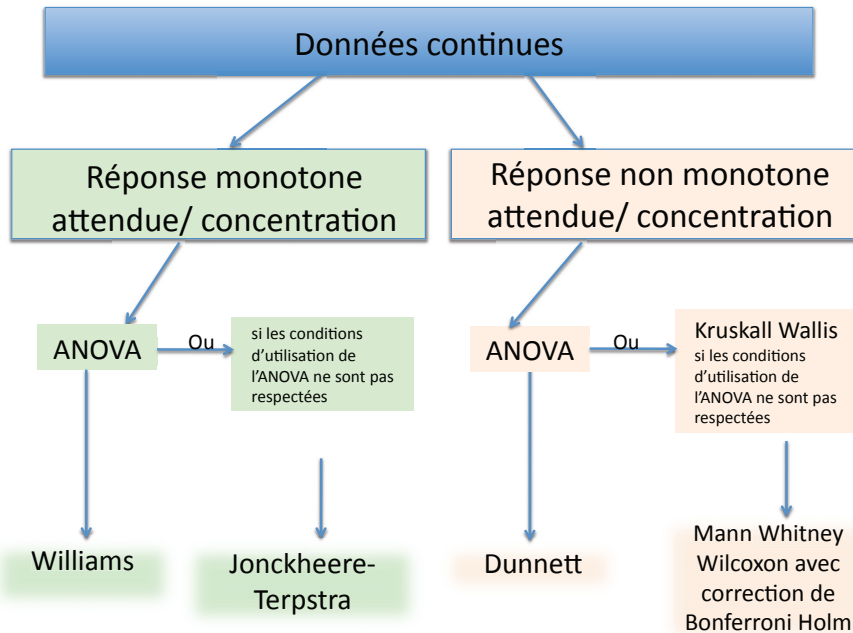 Données continues
Réponse monotone
attendue/ concentration
Réponse non monotone
attendue/ concentration
ANOVA
Ou
si les conditions
d'utilisation de
l'ANOVA ne sont pas
respectées
ANOVA
Ou
Kruskall Wallis
si les conditions
d'utilisation de
l'ANOVA ne sont pas
respectées
Williams
Jonckheere-
Terpstra
Dunnett
Mann Whitney
Wilcoxon avec
correction de
Bonferroni Holm